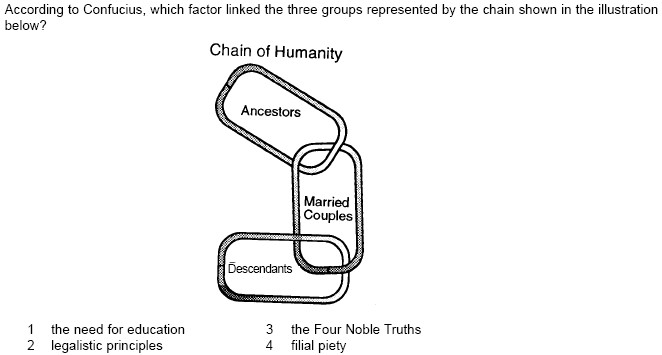 According to Confucius, which factor linked the three groups represented by the chain shown in the illustration
below?
Chain of Humanity
Ancestors
Married
Couples
Descendants
1 the need for education 3 the Four Noble Truths
2 legalistic principles 4 filial piety